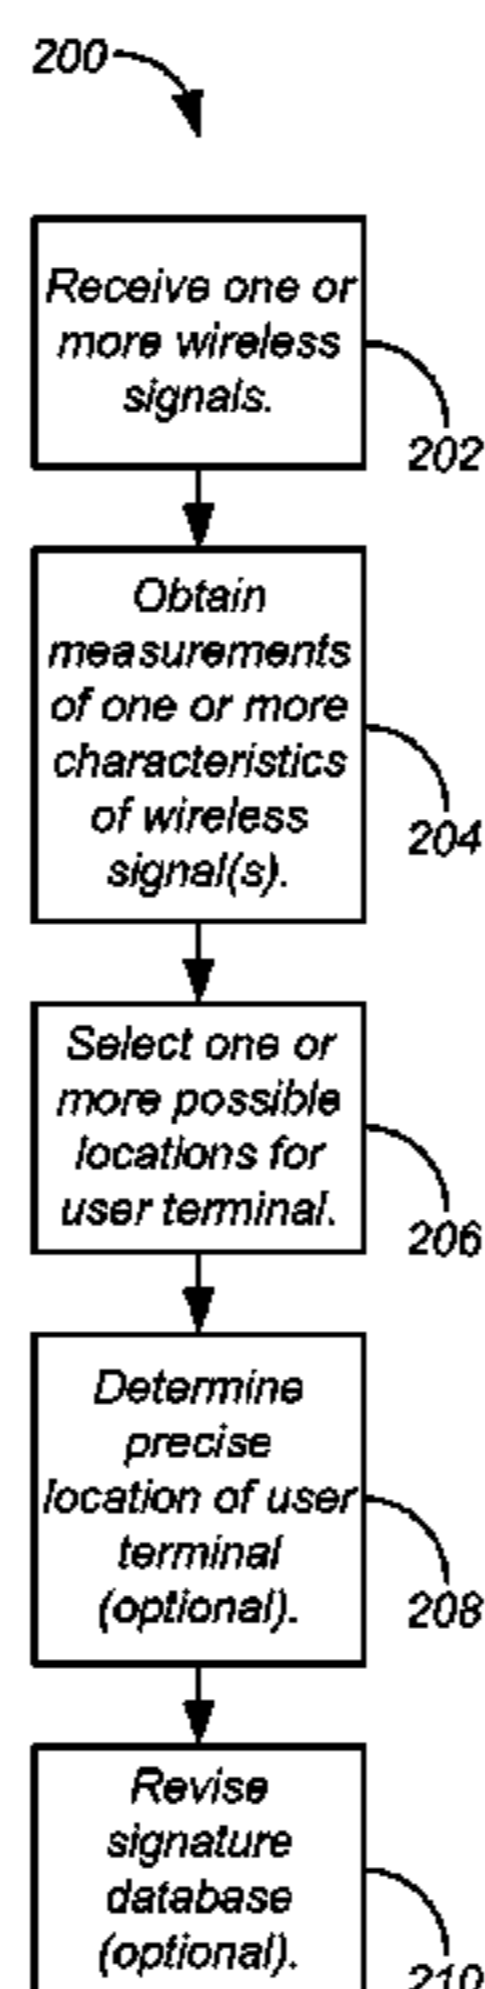 200
Receive one or
more wireless
signals.
202
Obtain
measurements
of one or more
characteristics
of wireless
signal(s).
204
Select one or
more possible
locations for
user terminal.
206
Determine
precise
location of user
terminal
(optional).
208
Revise
signature
database
(optional).
210